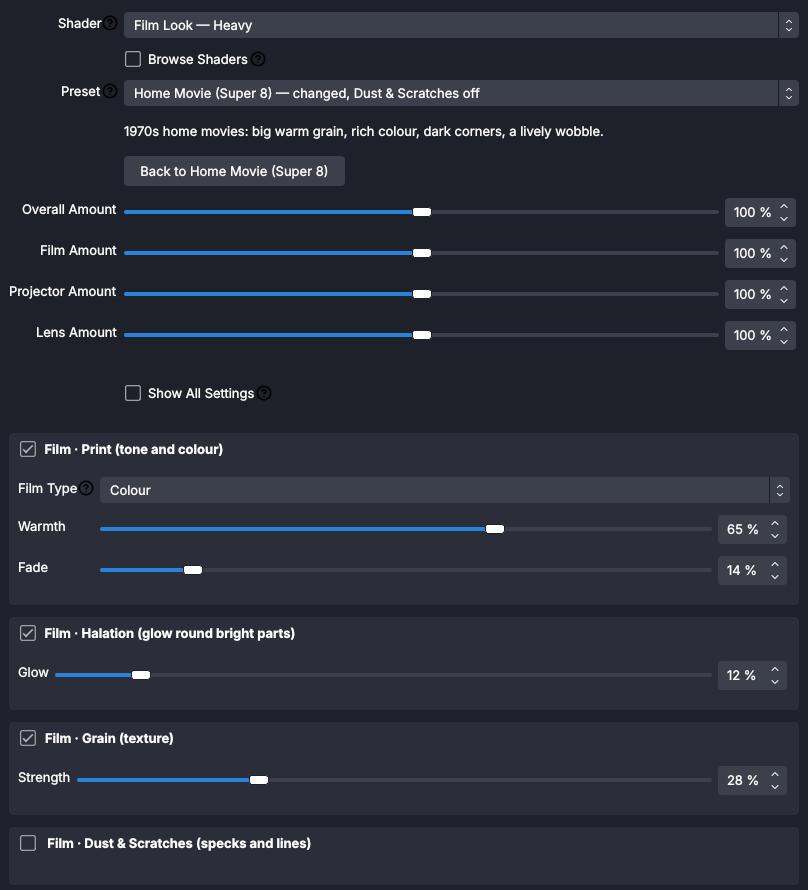 Shader
Film Look — Heavy
Browse Shaders
Preset
Home Movie (Super 8) — changed, Dust & Scratches off
1970s home movies: big warm grain, rich colour, dark corners, a lively wobble.
Back to Home Movie (Super 8)
Overall Amount 100 %
Film Amount 100 %
Projector Amount 100 %
Lens Amount 100 %
Show All Settings
Film · Print (tone and colour)
Film Type Colour
Warmth 65 %
Fade 14 %
Film · Halation (glow round bright parts)
Glow 12 %
Film · Grain (texture)
Strength 28 %
Film · Dust & Scratches (specks and lines)